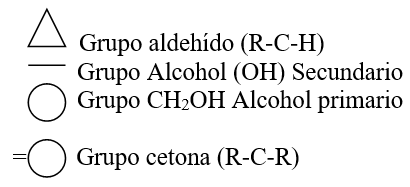 Grupo aldehído (R-C-H)
Grupo Alcohol (OH) Secundario
Grupo CH₂OH Alcohol primario
= Grupo cetona (R-C-R)